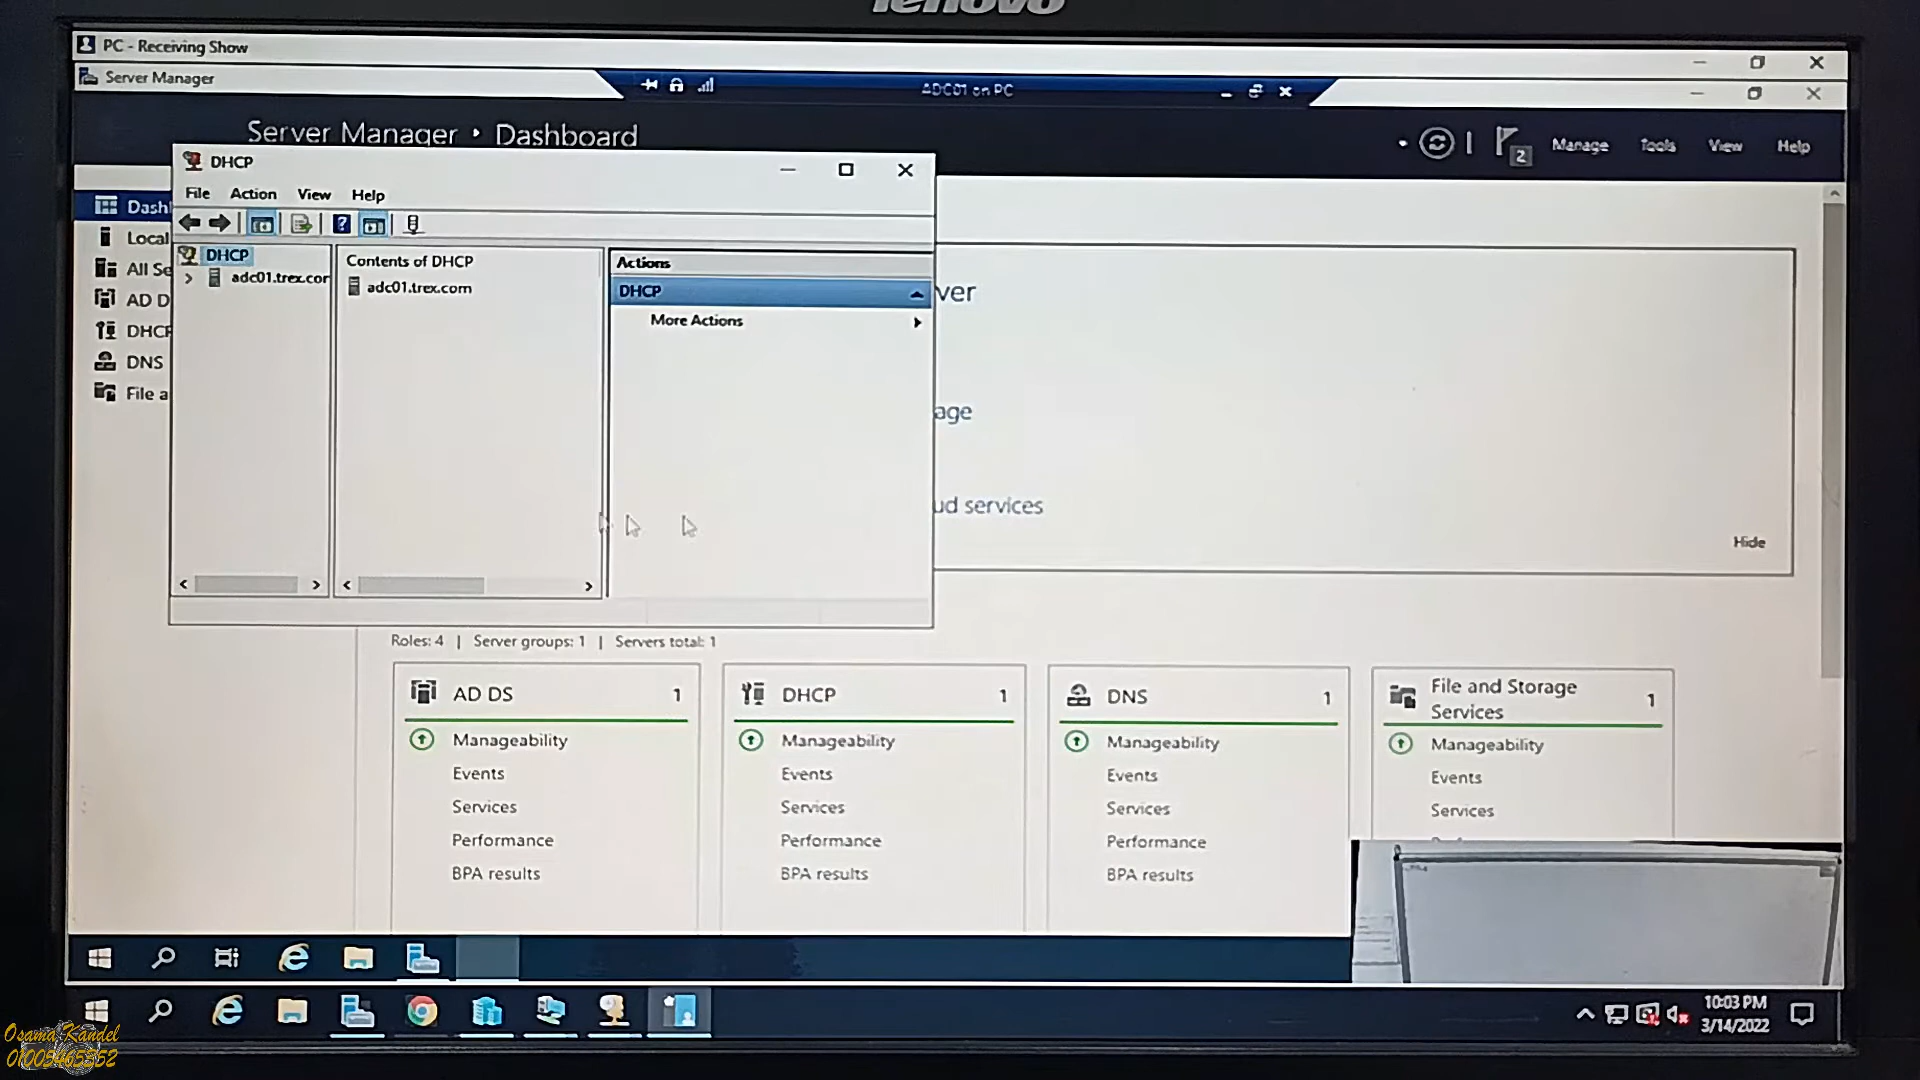 lenovo
PC - Receiving Show
Server Manager
ADC01 on PC
Server Manager • Dashboard
2
Manage
Tools
View
Help
DHCP
File
Action
View
Help
Dash
Local
All Se
AD D
DHCP
DNS
File a
DHCP
adc01.trex.cor
Contents of DHCP
adc01.trex.com
Actions
DHCP
More Actions
ver
age
ud services
Hide
Roles: 4 | Server groups: 1 | Servers total: 1
AD DS 1
Manageability
Events
Services
Performance
BPA results
DHCP 1
Manageability
Events
Services
Performance
BPA results
DNS 1
Manageability
Events
Services
Performance
BPA results
File and Storage
Services 1
Manageability
Events
Services
10:03 PM
3/14/2022
Osama Kandel
01005465352